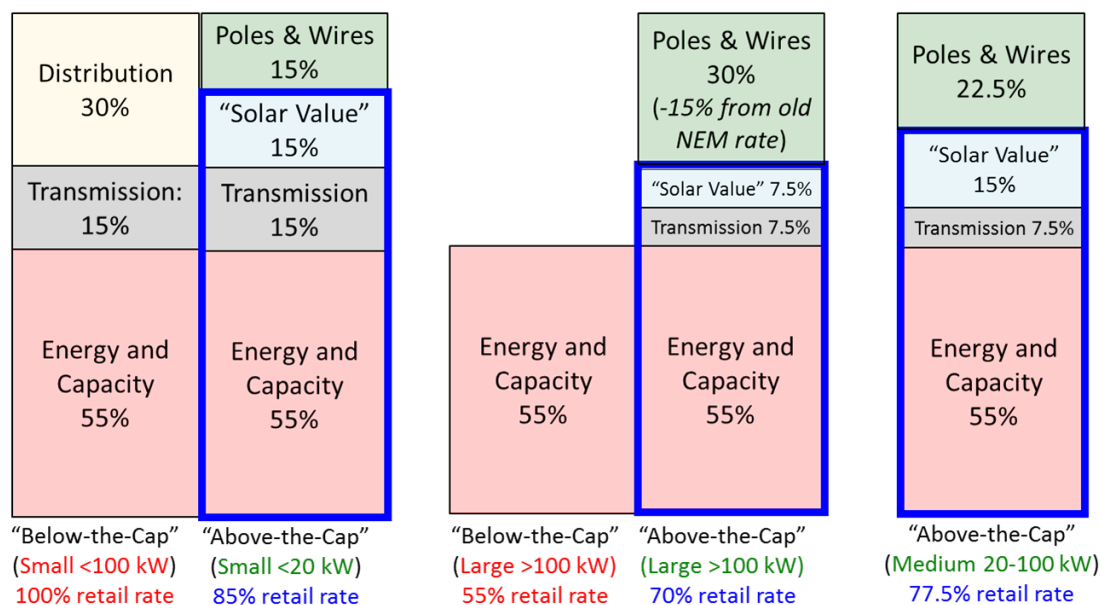 Distribution
30%
Transmission:
15%
Energy and
Capacity
55%
“Below-the-Cap”
(Small <100 kW)
100% retail rate
Poles & Wires
15%
“Solar Value”
15%
Transmission
15%
Energy and
Capacity
55%
“Above-the-Cap”
(Small <20 kW)
85% retail rate
Energy and
Capacity
55%
“Below-the-Cap”
(Large >100 kW)
55% retail rate
Poles & Wires
30%
(-15% from old
NEM rate)
“Solar Value” 7.5%
Transmission 7.5%
Energy and
Capacity
55%
“Above-the-Cap”
(Large >100 kW)
70% retail rate
Poles & Wires
22.5%
“Solar Value”
15%
Transmission 7.5%
Energy and
Capacity
55%
“Above-the-Cap”
(Medium 20-100 kW)
77.5% retail rate